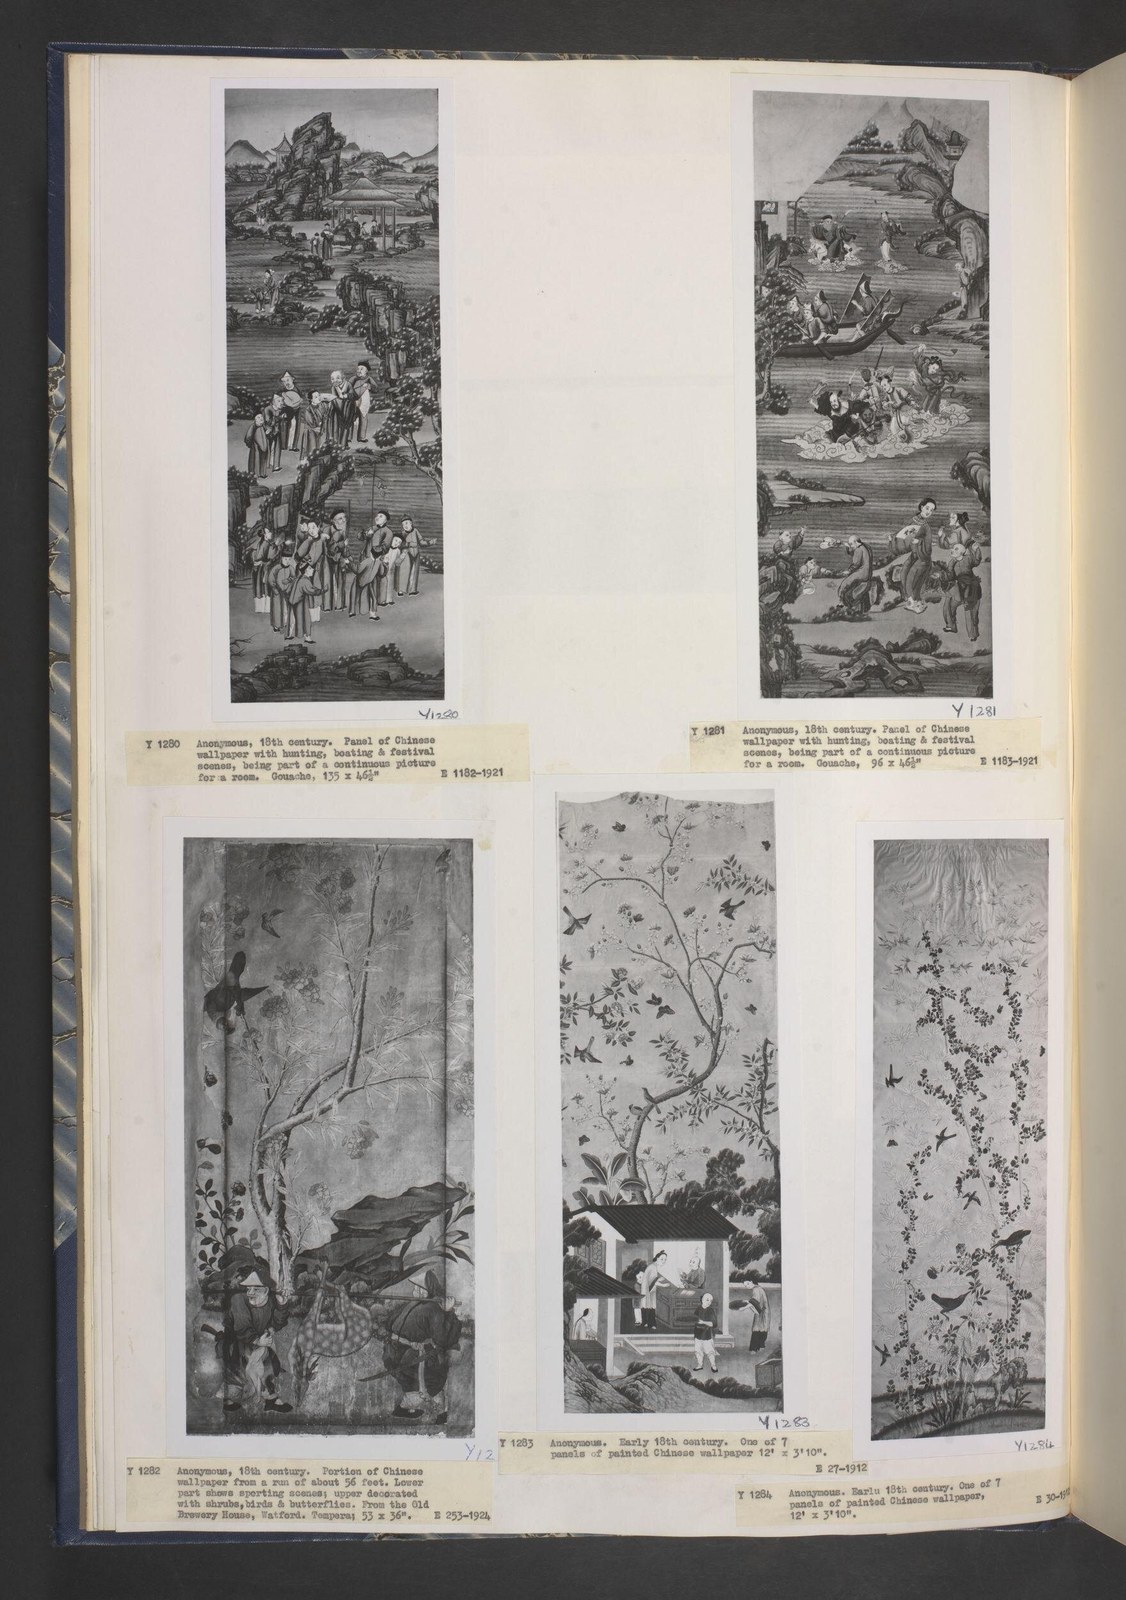 Y1280
Y 1281
Y 1280 Anonymous, 18th century. Panel of Chinese
wallpaper with hunting, boating & festival
scenes, being part of a continuous picture
for a room. Gouache, 135 x 46½" E 1182-1921
Y 1281 Anonymous, 18th century. Panel of Chinese
wallpaper with hunting, boating & festival
scenes, being part of a continuous picture
for a room. Gouache, 96 x 46½" E 1183-1921
Y12
Y1283
Y1284
Y 1282 Anonymous, 18th century. Portion of Chinese
wallpaper from a run of about 56 feet. Lower
part shows sporting scenes; upper decorated
with shrubs, birds & butterflies. From the Old
Brewery House, Watford. Tempera; 53 x 36". E 253-1924
Y 1283 Anonymous. Early 18th century. One of 7
panels of painted Chinese wallpaper 12' x 3'10".
E 27-1912
Y 1284 Anonymous. Earlu 18th century. One of 7
panels of painted Chinese wallpaper,
12' x 3'10". E 30-19